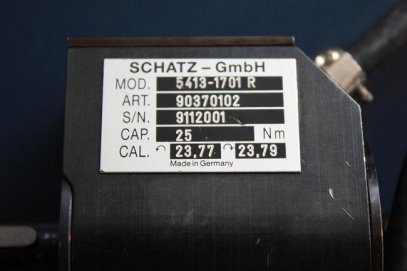 SCHATZ - GmbH
MOD. 5413-1701 R
ART. 90370102
S/N. 9112001
CAP. 25 Nm
CAL. ↶ 23,77 ↷ 23,79
Made in Germany